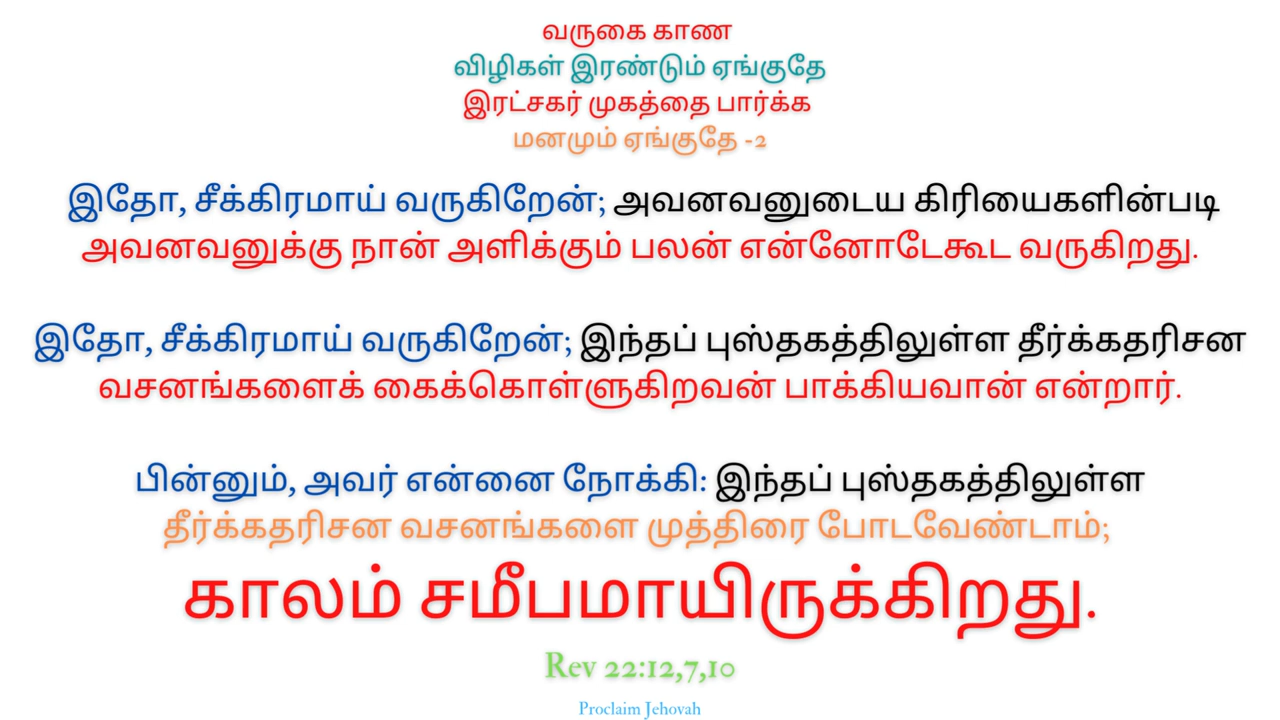 வருகை காண
விழிகள் இரண்டும் ஏங்குதே
இரட்சகர் முகத்தை பார்க்க
மனமும் ஏங்குதே -2
இதோ, சீக்கிரமாய் வருகிறேன்; அவனவனுடைய கிரியைகளின்படி
அவனவனுக்கு நான் அளிக்கும் பலன் என்னோடேகூட வருகிறது.
இதோ, சீக்கிரமாய் வருகிறேன்; இந்தப் புஸ்தகத்திலுள்ள தீர்க்கதரிசன
வசனங்களைக் கைக்கொள்ளுகிறவன் பாக்கியவான் என்றார்.
பின்னும், அவர் என்னை நோக்கி: இந்தப் புஸ்தகத்திலுள்ள
தீர்க்கதரிசன வசனங்களை முத்திரை போடவேண்டாம்;
காலம் சமீபமாயிருக்கிறது.
Rev 22:12,7,10
Proclaim Jehovah